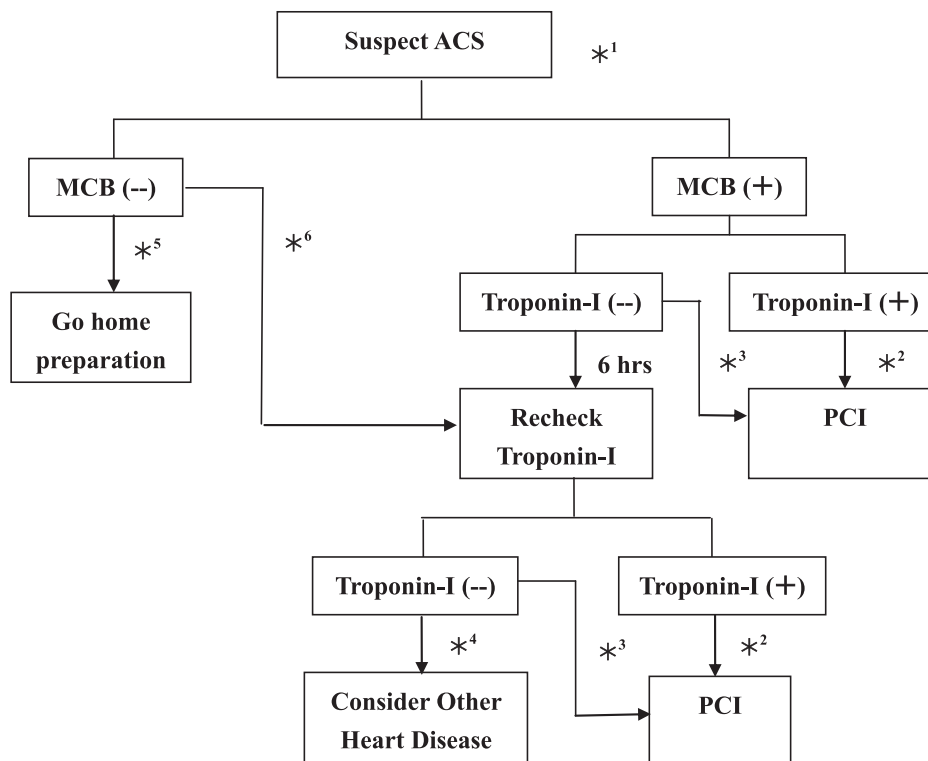 Suspect ACS
*1
MCB (--)
MCB (+)
*5
*6
Go home
preparation
Troponin-I (--)
Troponin-I (+)
6 hrs
*3
*2
Recheck
Troponin-I
PCI
Troponin-I (--)
Troponin-I (+)
*4
*3
*2
Consider Other
Heart Disease
PCI